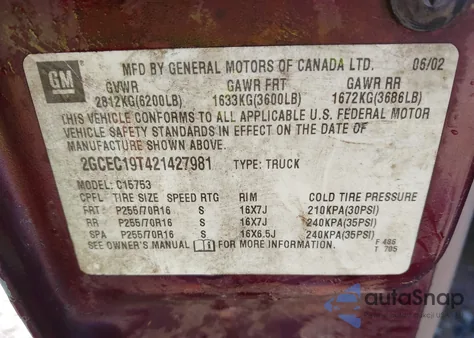 GM MFD BY GENERAL MOTORS OF CANADA LTD. 06/02
GVWR GAWR FRT GAWR RR
2812KG(6200LB) 1633KG(3600LB) 1672KG(3686LB)
THIS VEHICLE CONFORMS TO ALL APPLICABLE U.S. FEDERAL MOTOR
VEHICLE SAFETY STANDARDS IN EFFECT ON THE DATE OF
MANUFACTURE SHOWN ABOVE.
2GCEC19T421427981 TYPE: TRUCK
MODEL: C15753
CPFL TIRE SIZE SPEED RTG RIM COLD TIRE PRESSURE
FRT P255/70R16 S 16X7J 210KPA(30PSI)
RR P255/70R16 S 16X7J 240KPA(35PSI)
SPA P255/70R16 S 16X6.5J 240KPA(35PSI)
SEE OWNER'S MANUAL FOR MORE INFORMATION. F 486
T 705
autoSnap